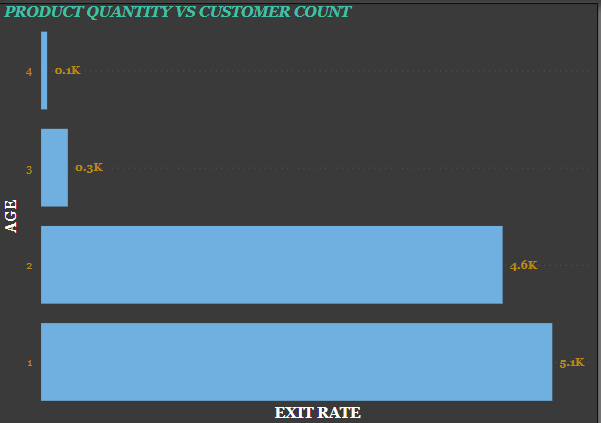 PRODUCT QUANTITY VS CUSTOMER COUNT
4
0.1K
3
0.3K
AGE
2
4.6K
1
5.1K
EXIT RATE